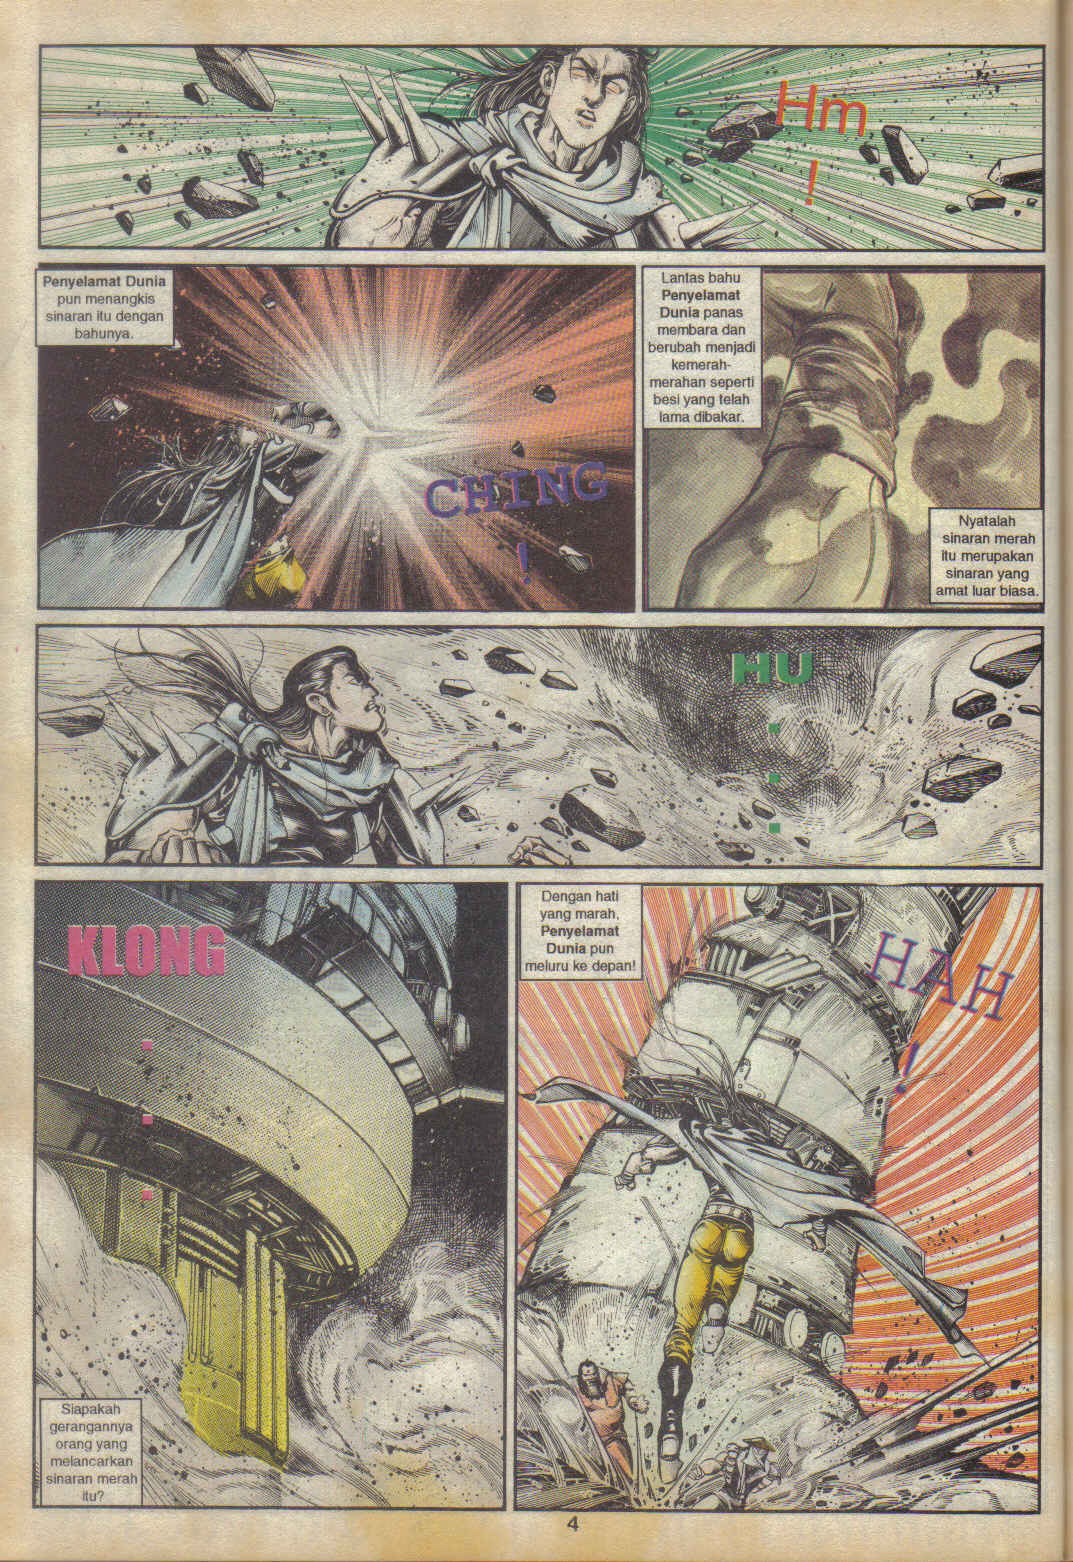 Hm
!
Penyelamat Dunia
pun menangkis
sinaran itu dengan
bahunya.
CHING
!
Lantas bahu
Penyelamat
Dunia panas
membara dan
berubah menjadi
kemerah-
merahan seperti
besi yang telah
lama dibakar.
Nyatalah
sinaran merah
itu merupakan
sinaran yang
amat luar biasa.
HU
...
KLONG
...
Siapakah
gerangannya
orang yang
melancarkan
sinaran merah
itu?
Dengan hati
yang marah,
Penyelamat
Dunia pun
meluru ke depan!
HAH
!
4